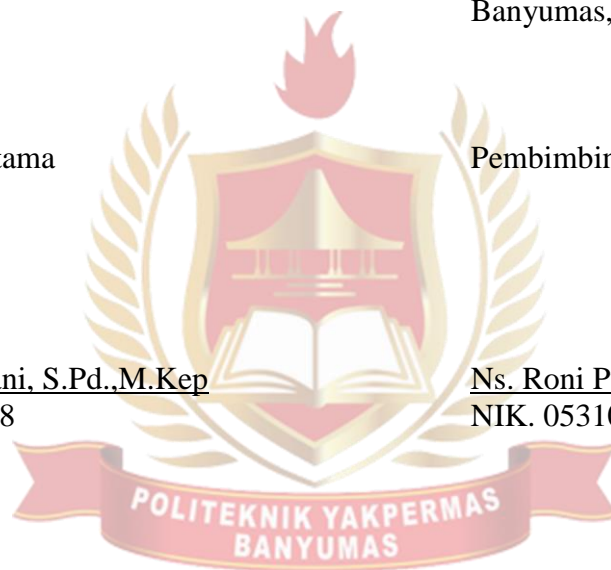 Banyumas,
tama
Pembimbin
ni, S.Pd.,M.Kep
Ns. Roni P
8
NIK. 0531
POLITEKNIK YAKPERMAS
BANYUMAS